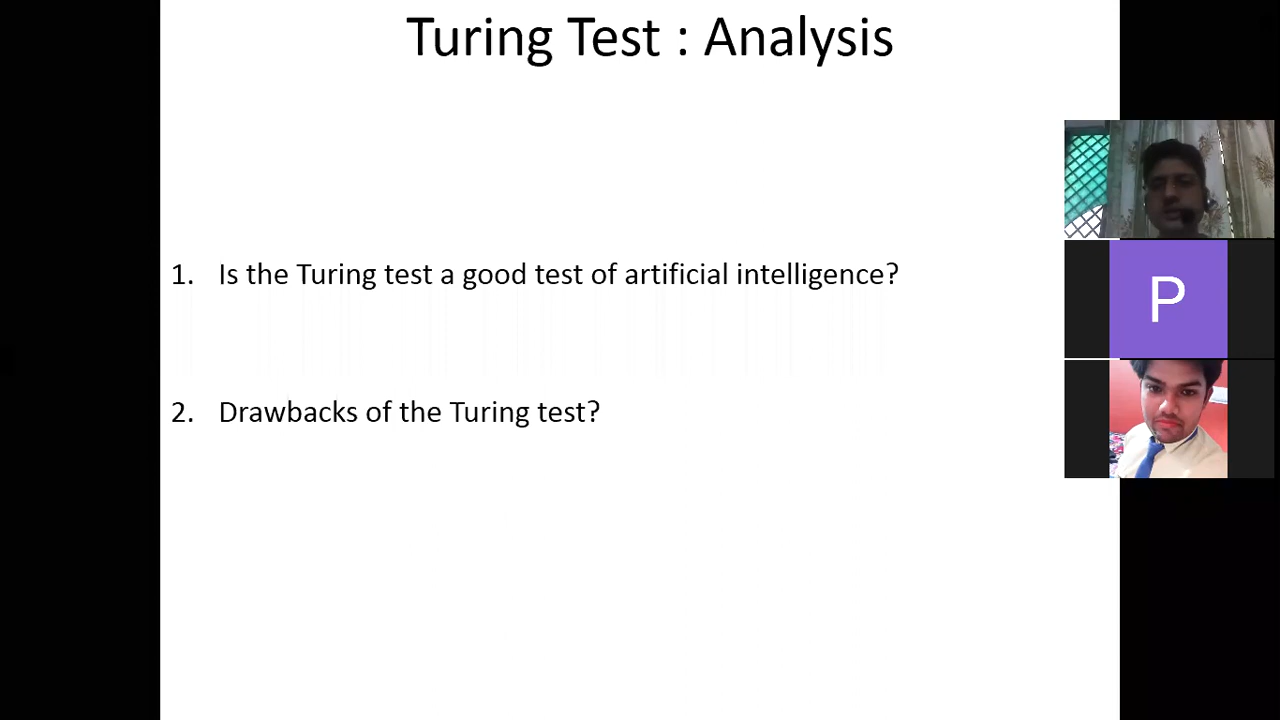 Turing Test : Analysis
1. Is the Turing test a good test of artificial intelligence?
P
2. Drawbacks of the Turing test?